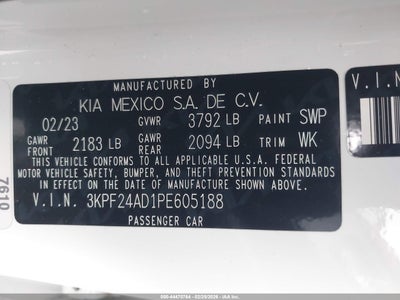 MANUFACTURED BY
KIA MEXICO S.A. DE C.V.
02/23 GVWR 3792 LB PAINT SWP
GAWR FRONT 2183 LB GAWR REAR 2094 LB TRIM WK
THIS VEHICLE CONFORMS TO ALL APPLICABLE U.S.A. FEDERAL
MOTOR VEHICLE SAFETY, BUMPER, AND THEFT PREVENTION STANDARDS
IN EFFECT ON THE DATE OF MANUFACTURE SHOWN ABOVE.
V.I.N. 3KPF24AD1PE605188
PASSENGER CAR
7610
V.I.N